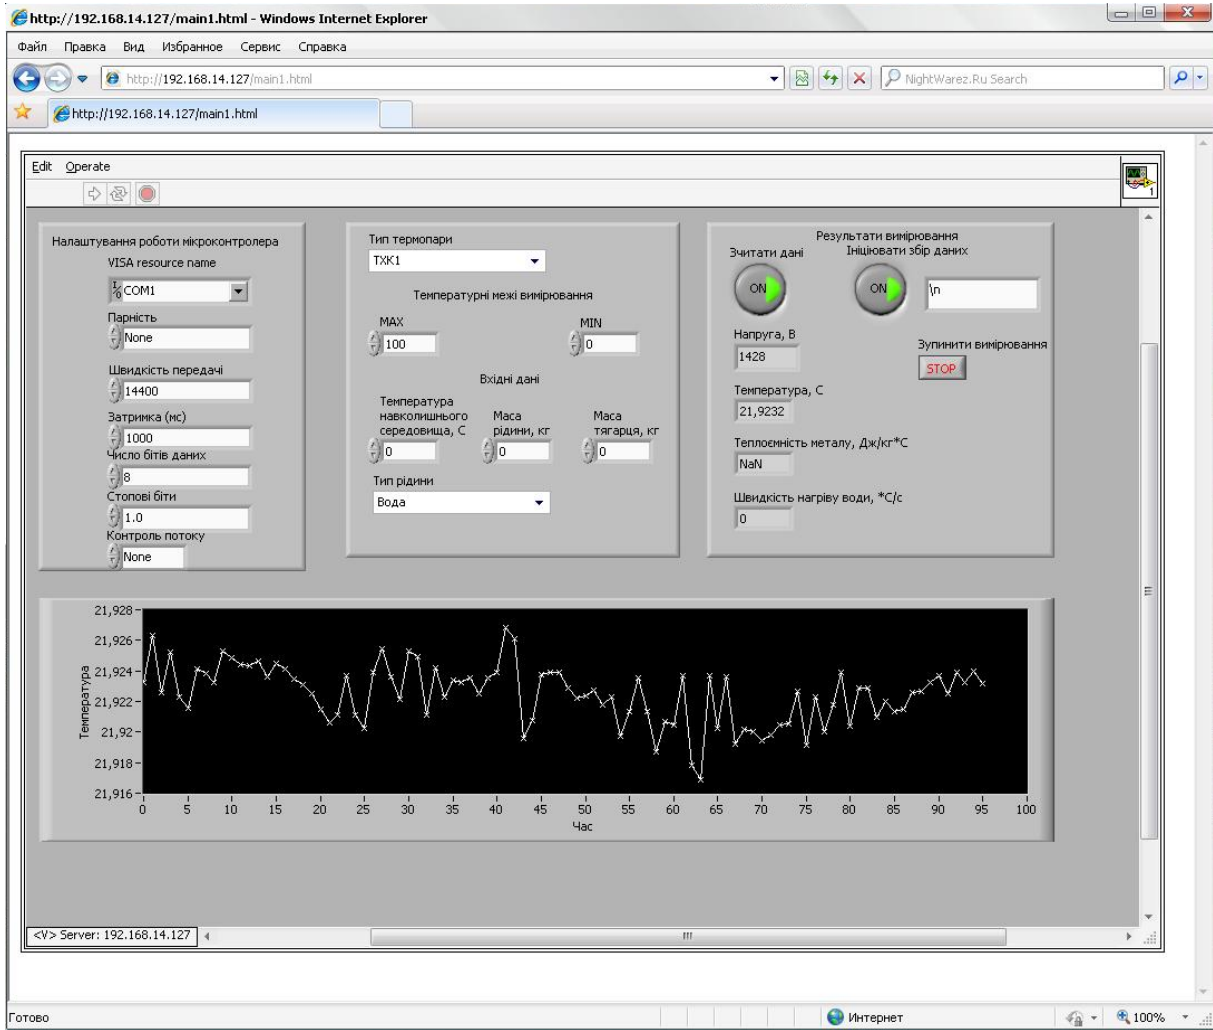 http://192.168.14.127/main1.html - Windows Internet Explorer
Файл Правка Вид Избранное Сервис Справка
http://192.168.14.127/main1.html
NightWarez.Ru Search
http://192.168.14.127/main1.html
Edit Operate
1
Налаштування роботи мікроконтролера
VISA resource name
I/O COM1
Парність
None
Швидкість передачі
14400
Затримка (мс)
1000
Число бітів даних
8
Стопові біти
1.0
Контроль потоку
None
Тип термопари
ТХК1
Температурні межі вимірювання
MAX
MIN
100
0
Вхідні дані
Температура
навколишнього
середовища, С
Маса
рідини, кг
Маса
тягарця, кг
0
0
0
Тип рідини
Вода
Результати вимірювання
Зчитати дані
Ініціювати збір даних
ON
ON
\n
Напруга, В
1428
Зупинити вимірювання
STOP
Температура, С
21,9232
Теплоємність металу, Дж/кг*С
NaN
Швидкість нагріву води, *С/с
0
21,928
21,926
21,924
21,922
21,92
21,918
21,916
Температура
0 5 10 15 20 25 30 35 40 45 50 55 60 65 70 75 80 85 90 95 100
Час
<V> Server: 192.168.14.127
Готово
Интернет
100%